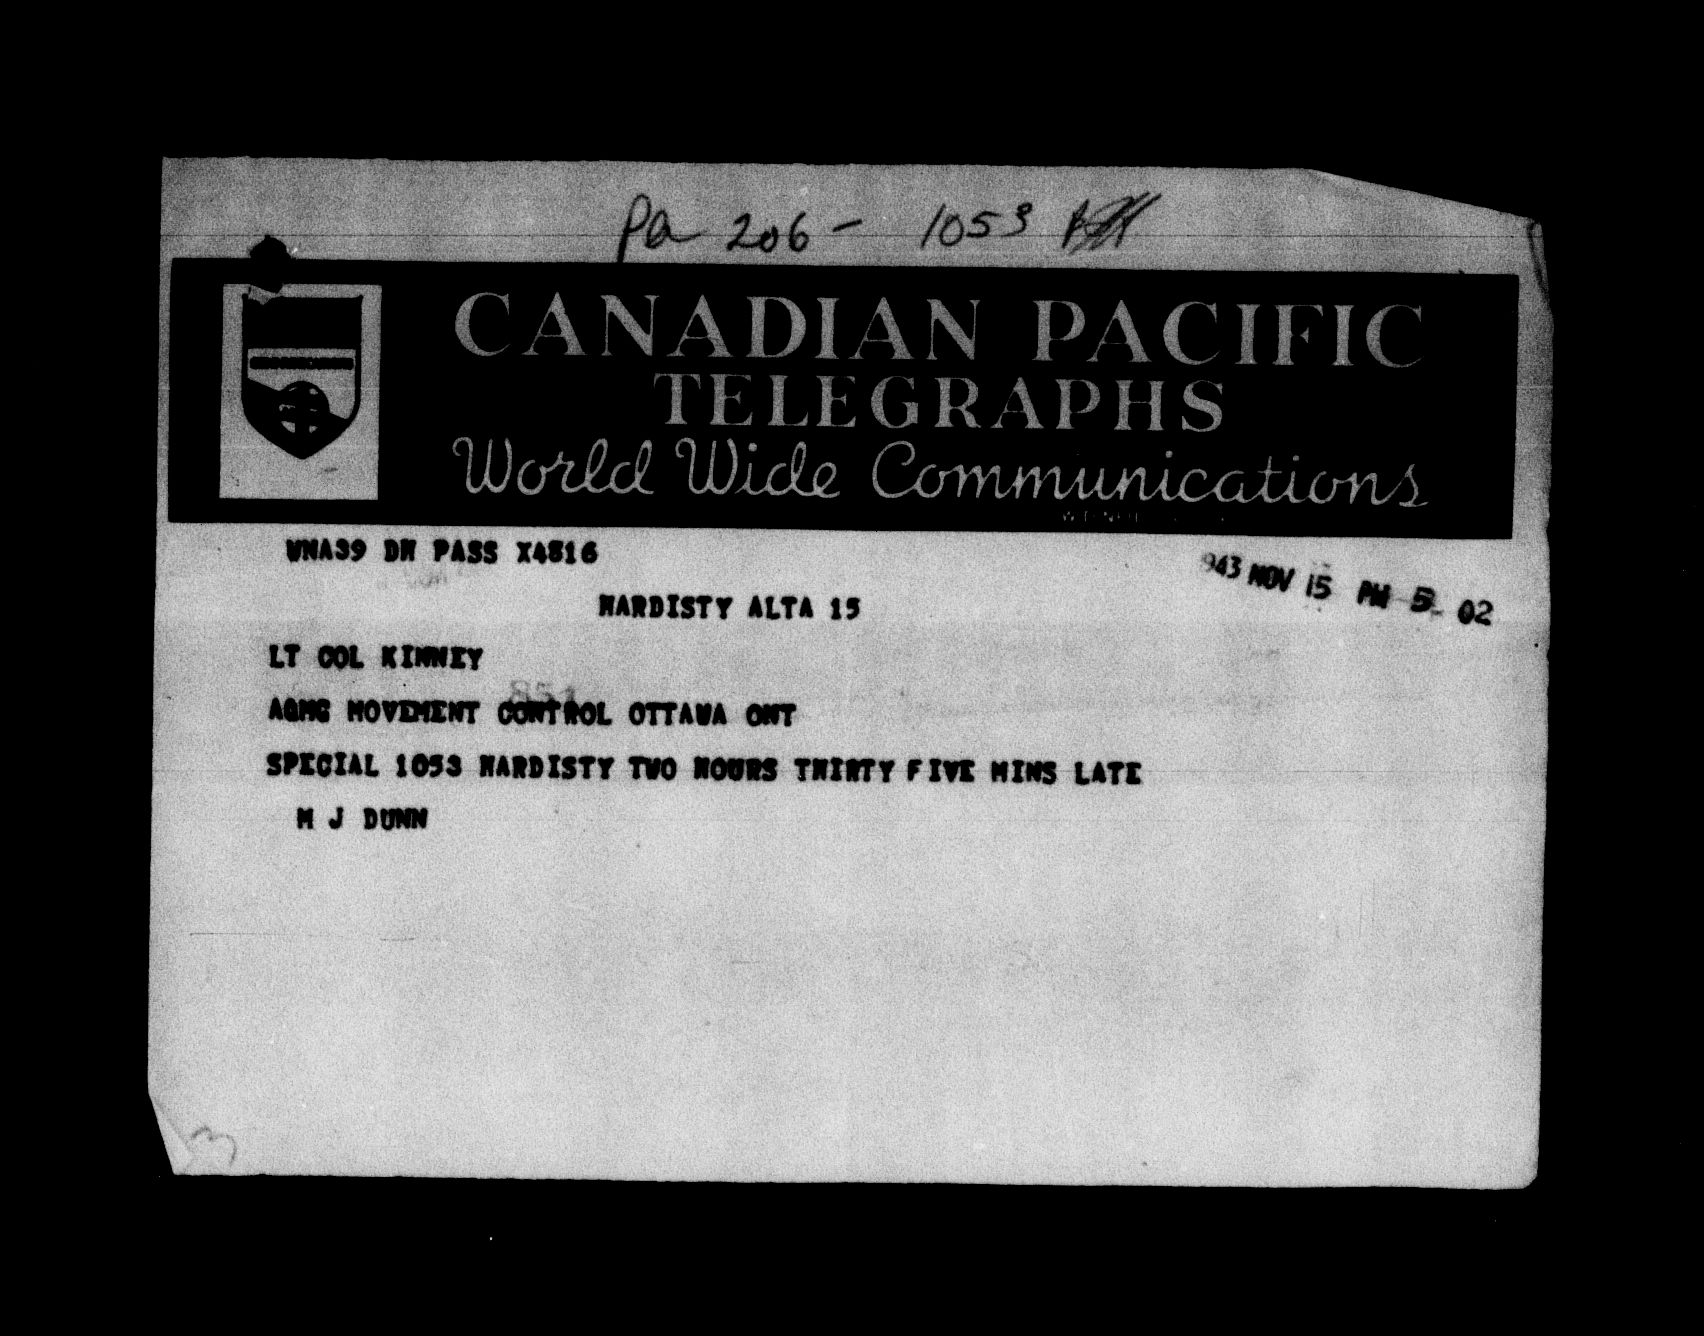 Pa 206 - 1053
CANADIAN PACIFIC
TELEGRAPHS
World Wide Communications
WNA39 DH PASS X4816
943 NOV 15 PM 5 02
HARDISTY ALTA 15
LT COL KINNEY
AQMG MOVEMENT CONTROL OTTAWA ONT
SPECIAL 1053 HARDISTY TWO HOURS THIRTY FIVE MINS LATE
M J DUNN
3